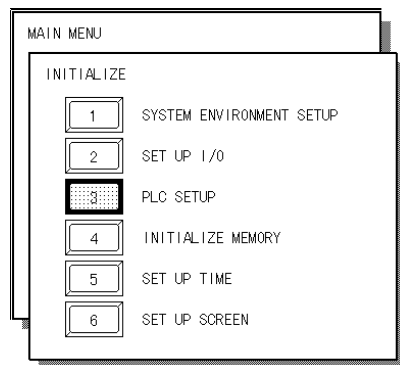 MAIN MENU
INITIALIZE
1 SYSTEM ENVIRONMENT SETUP
2 SET UP I/O
3 PLC SETUP
4 INITIALIZE MEMORY
5 SET UP TIME
6 SET UP SCREEN